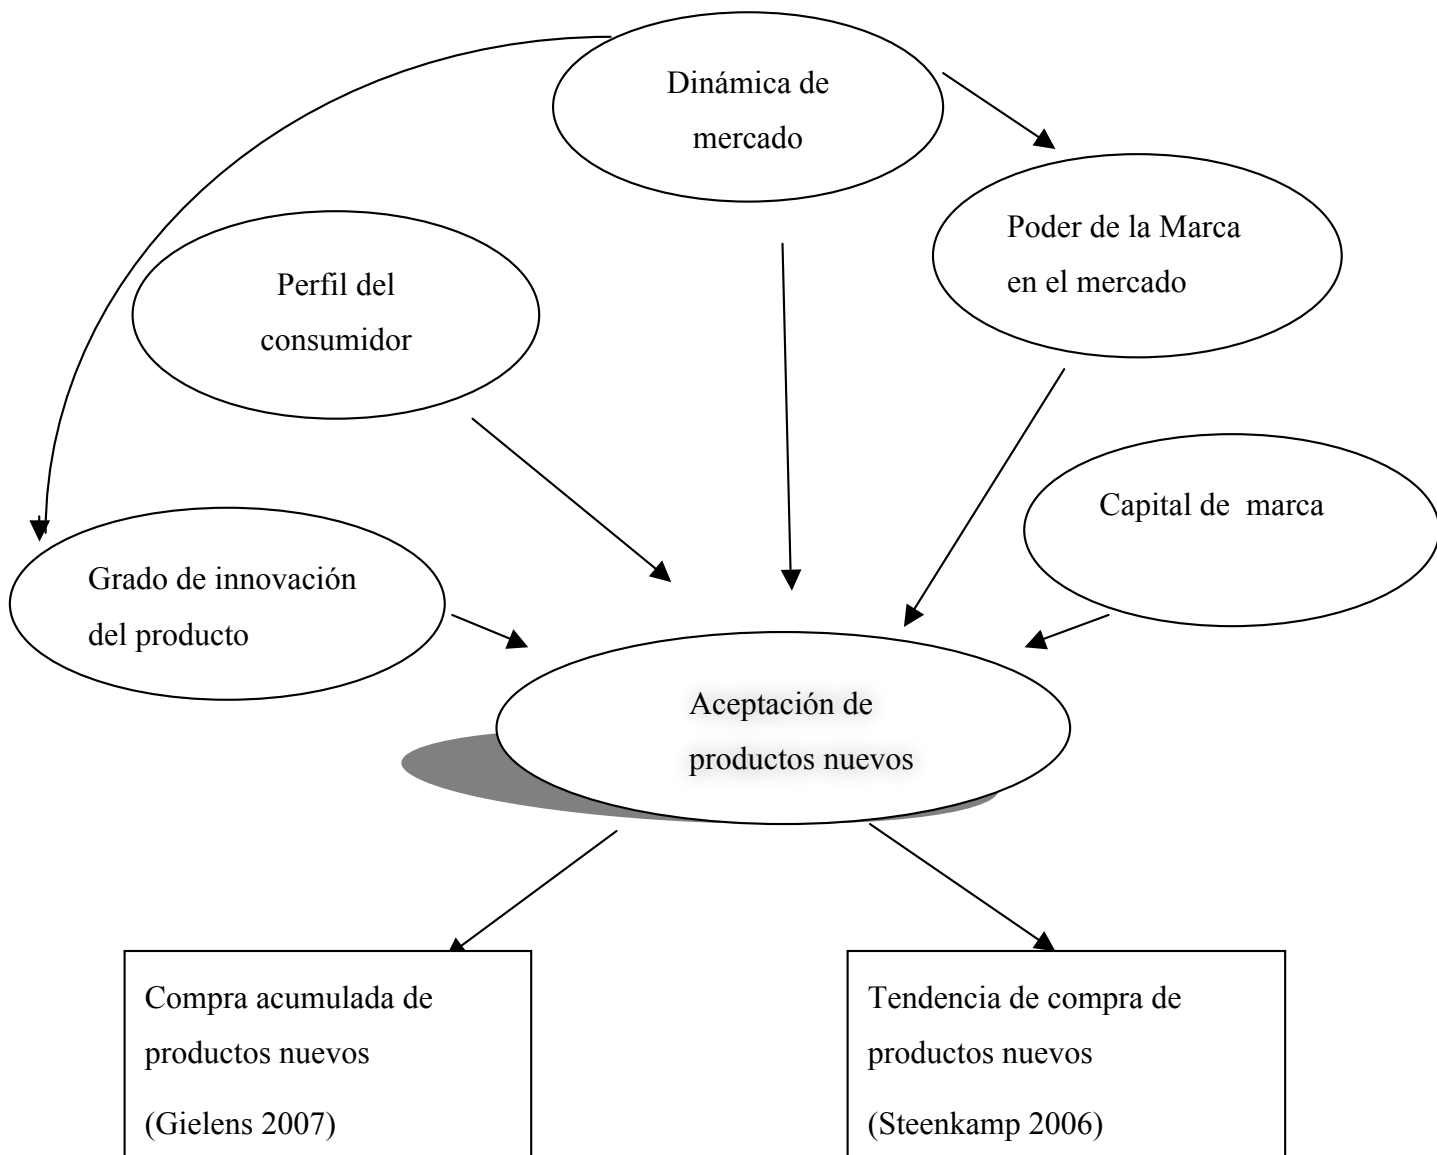 Dinámica de
mercado
Poder de la Marca
en el mercado
Perfil del
consumidor
Capital de  marca
Grado de innovación
del producto
Aceptación de
productos nuevos
Compra acumulada de
productos nuevos
(Gielens 2007)
Tendencia de compra de
productos nuevos
(Steenkamp 2006)